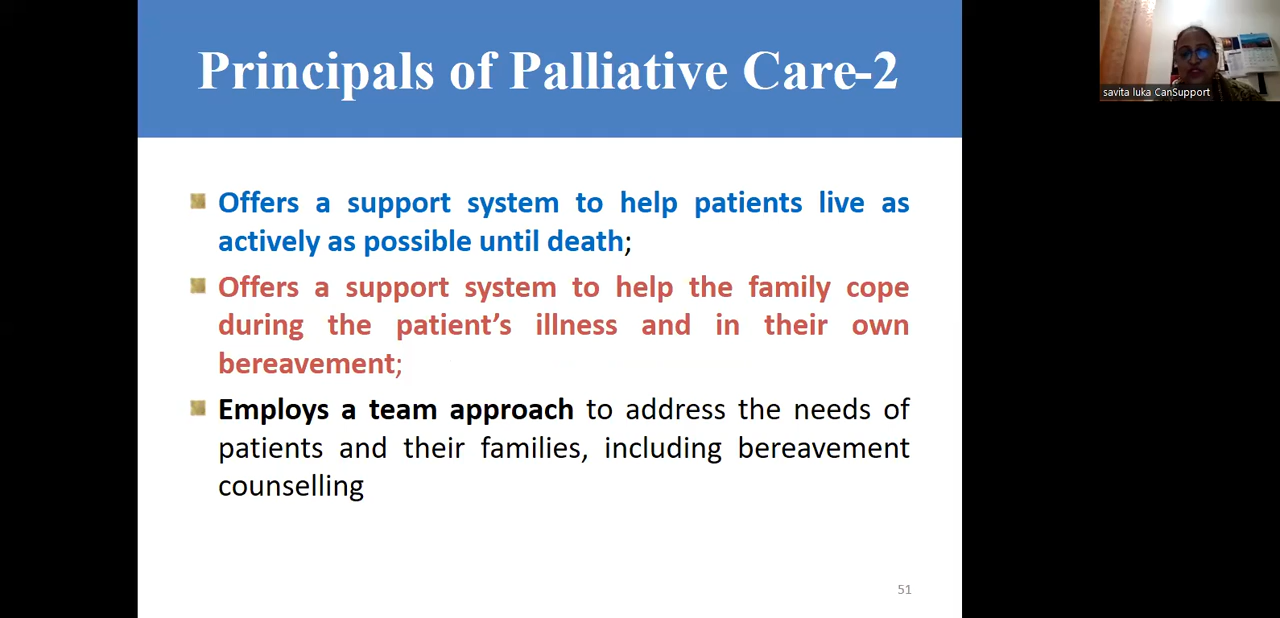 Principals of Palliative Care-2
savita luka CanSupport
Offers a support system to help patients live as
actively as possible until death;
Offers a support system to help the family cope
during the patient’s illness and in their own
bereavement;
Employs a team approach to address the needs of
patients and their families, including bereavement
counselling
51